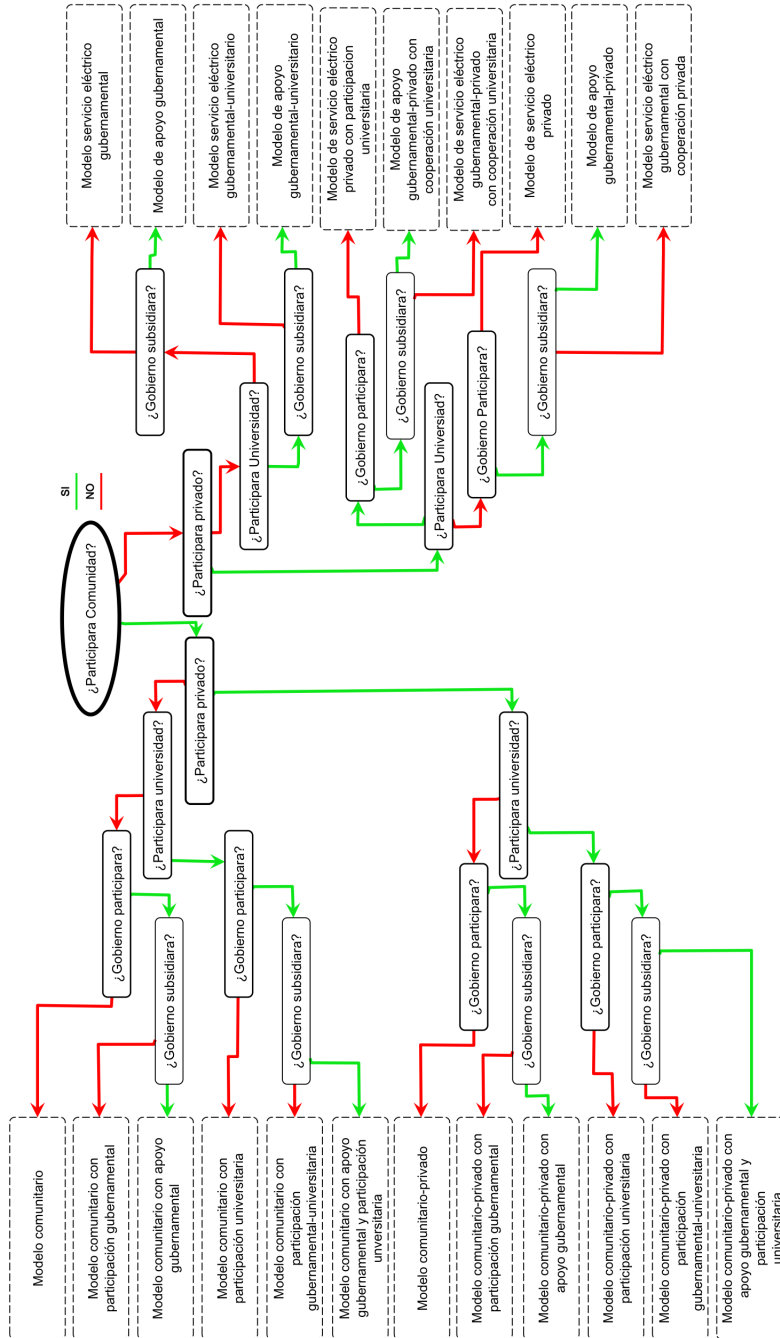 Modelo comunitario
Modelo comunitario con
participación gubernamental
Modelo comunitario con apoyo
gubernamental
Modelo comunitario con
participación universitaria
Modelo comunitario con
participación
gubernamental-universitaria
Modelo comunitario con apoyo
gubernamental y participación
unversitaria
Modelo comunitario-privado
Modelo comunitario-privado con
participación gubernamental
Modelo comunitario-privado con
apoyo gubernamental
Modelo comunitario-privado con
participación universitaria
Modelo comunitario-privado con
participación
gubernamental-universitaria
Modelo comunitario-privado con
apoyo gubernamental y
participación
universitaria
¿Gobierno participara?
¿Gobierno subsidiara?
¿Gobierno participara?
¿Gobierno subsidiara?
¿Gobierno participara?
¿Gobierno subsidiara?
¿Gobierno participara?
¿Gobierno subsidiara?
¿Participara universidad?
¿Participara universidad?
¿Participara privado?
¿Participara Comunidad?
SI
NO
¿Participara privado?
¿Participara Universidad?
¿Participara Universiad?
¿Gobierno subsidiara?
¿Gobierno subsidiara?
¿Gobierno participara?
¿Gobierno subsidiara?
¿Gobierno Participara?
¿Gobierno subsidiara?
Modelo servicio eléctrico
gubernamental
Modelo de apoyo gubernamental
Modelo servicio eléctrico
gubernamental-universitario
Modelo de apoyo
gubernamental-universitario
Modelo de servicio eléctrico
privado con participacion
universitaria
Modelo de apoyo
gubernamental-privado con
cooperación universitaria
Modelo de servicio eléctrico
gubernamental-privado
con cooperación universitaria
Modelo de servicio eléctrico
privado
Modelo de apoyo
gubernamental-privado
Modelo servicio eléctrico
gubernamental con
cooperación privada